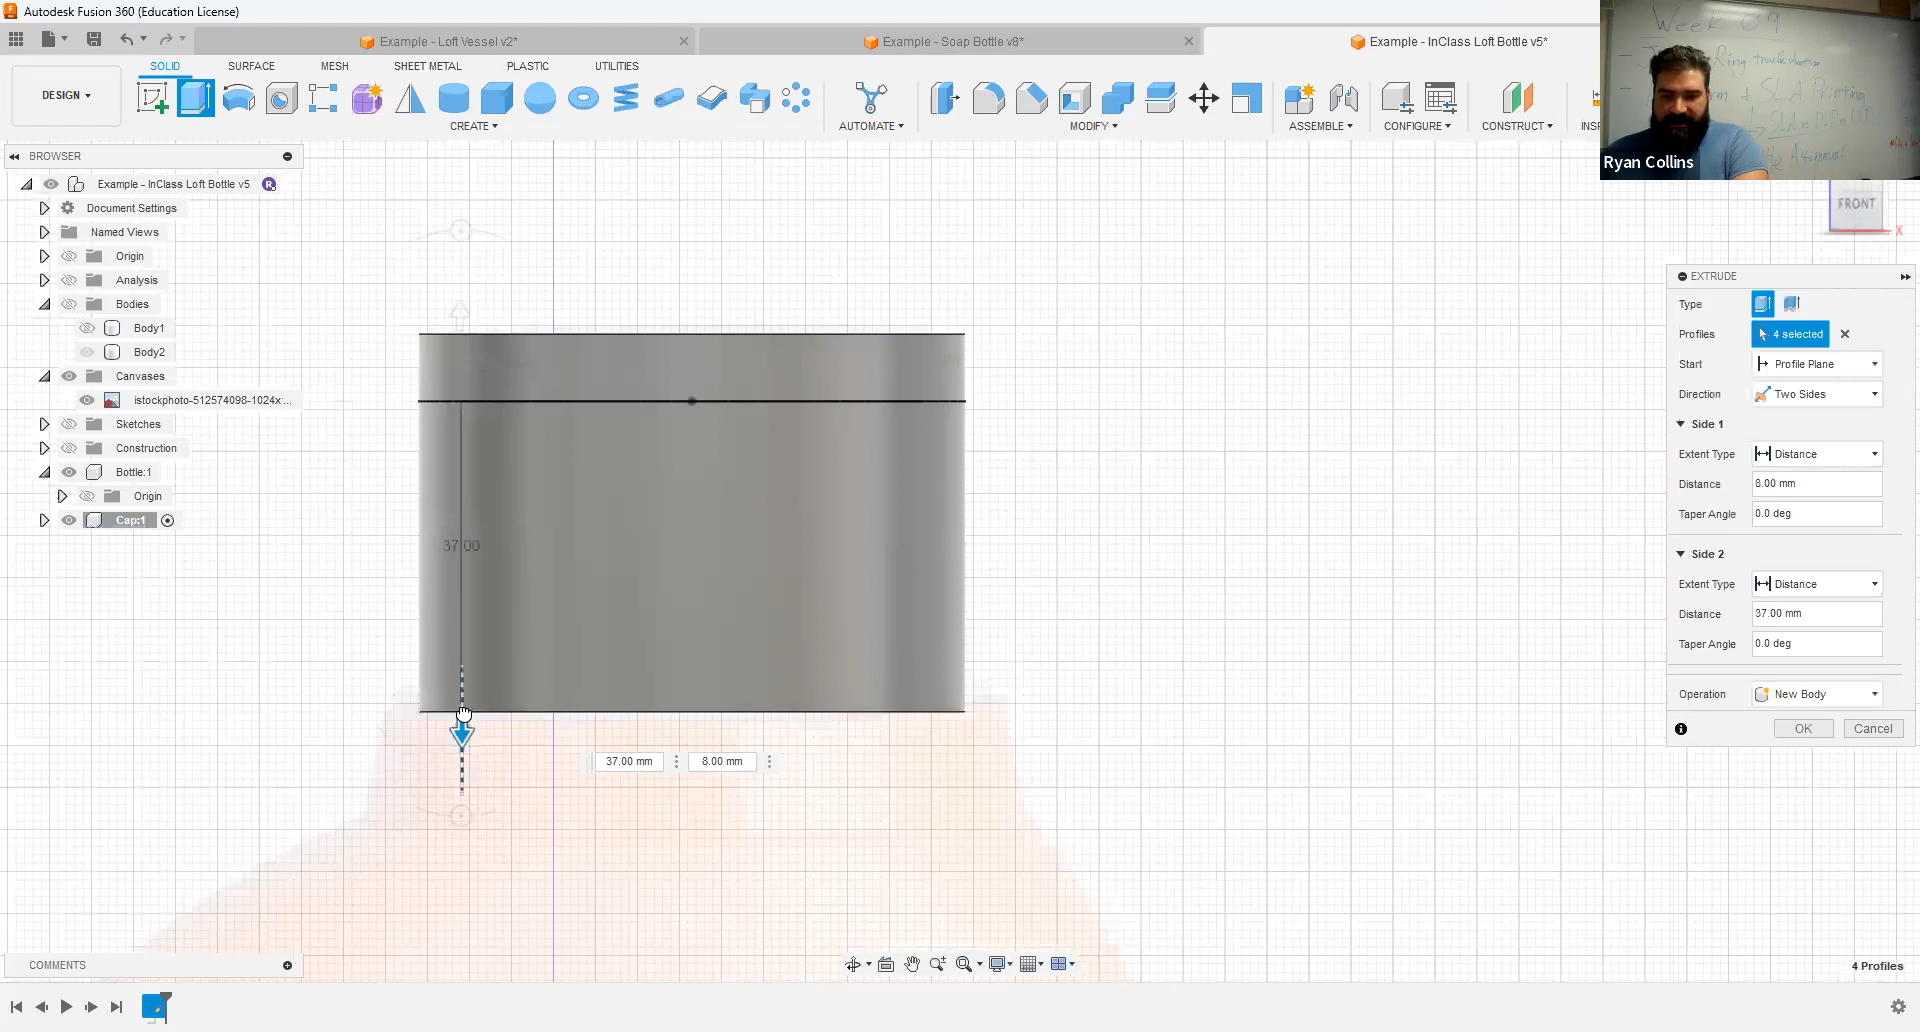 Autodesk Fusion 360 (Education License)
Example - Loft Vessel v2*
Example - Soap Bottle v8*
Example - InClass Loft Bottle v5*
SOLID
SURFACE
MESH
SHEET METAL
PLASTIC
UTILITIES
DESIGN
CREATE
AUTOMATE
MODIFY
ASSEMBLE
CONFIGURE
CONSTRUCT
Week 09
Ring troubleshooting
SLA Printing
Assignment
Ryan Collins
BROWSER
Example - InClass Loft Bottle v5
R
Document Settings
Named Views
Origin
Analysis
Bodies
Body1
Body2
Canvases
istockphoto-512574098-1024x...
Sketches
Construction
Bottle:1
Origin
Cap:1
37.00
37.00 mm
8.00 mm
FRONT
X
EXTRUDE
Type
Profiles
4 selected
Start
Profile Plane
Direction
Two Sides
Side 1
Extent Type
Distance
Distance
8.00 mm
Taper Angle
0.0 deg
Side 2
Extent Type
Distance
Distance
37.00 mm
Taper Angle
0.0 deg
Operation
New Body
OK
Cancel
COMMENTS
4 Profiles